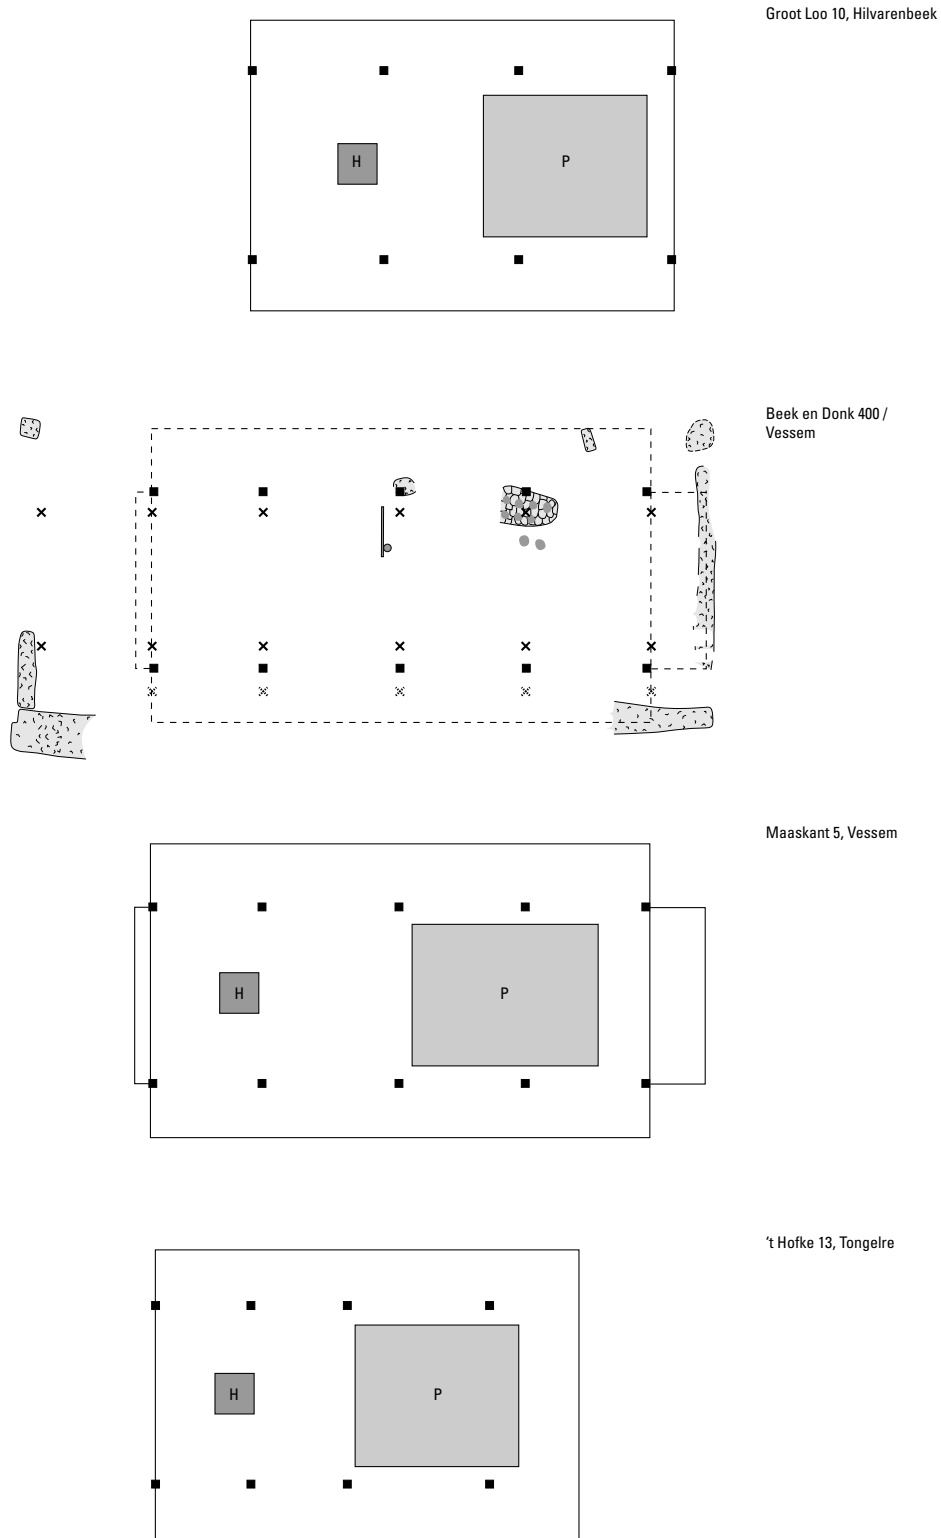 Groot Loo 10, Hilvarenbeek
H
P
Beek en Donk 400 /
Vessem
Maaskant 5, Vessem
H
P
‘t Hofke 13, Tongelre
H
P